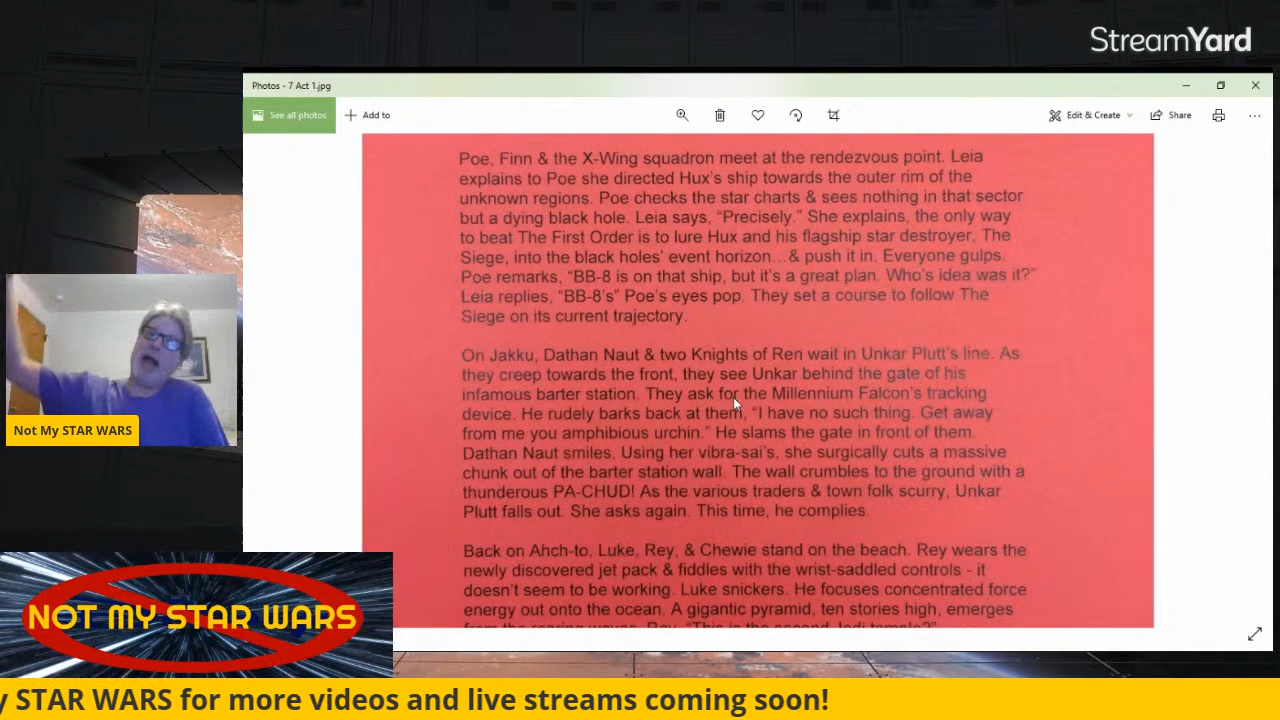 StreamYard
Photos - 7 Act 1.jpg
See all photos
Add to
Edit & Create
Share
Poe, Finn & the X-Wing squadron meet at the rendezvous point. Leia
explains to Poe she directed Hux's ship towards the outer rim of the
unknown regions. Poe checks the star charts & sees nothing in that sector
but a dying black hole. Leia says, “Precisely.” She explains, the only way
to beat The First Order is to lure Hux and his flagship star destroyer, The
Siege, into the black holes' event horizon...& push it in. Everyone gulps.
Poe remarks, “BB-8 is on that ship, but it's a great plan. Who's idea was it?”
Leia replies, “BB-8's” Poe's eyes pop. They set a course to follow The
Siege on its current trajectory.
On Jakku, Dathan Naut & two Knights of Ren wait in Unkar Plutt's line. As
they creep towards the front, they see Unkar behind the gate of his
infamous barter station. They ask for the Millennium Falcon's tracking
device. He rudely barks back at them, “I have no such thing. Get away
from me you amphibious urchin.” He slams the gate in front of them.
Dathan Naut smiles. Using her vibra-sai's, she surgically cuts a massive
chunk out of the barter station wall. The wall crumbles to the ground with a
thunderous PA-CHUD! As the various traders & town folk scurry, Unkar
Plutt falls out. She asks again. This time, he complies.
Back on Ahch-to, Luke, Rey, & Chewie stand on the beach. Rey wears the
newly discovered jet pack & fiddles with the wrist-saddled controls - it
doesn't seem to be working. Luke snickers. He focuses concentrated force
energy out onto the ocean. A gigantic pyramid, ten stories high, emerges
from the roaring waves. Rey, “This is the second Jedi temple?”
Not My STAR WARS
NOT MY STAR WARS
y STAR WARS for more videos and live streams coming soon!